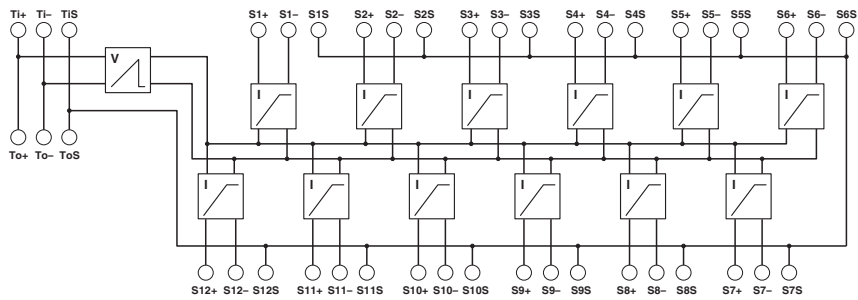 Ti+ Ti– TiS S1+ S1– S1S S2+ S2– S2S S3+ S3– S3S S4+ S4– S4S S5+ S5– S5S S6+ S6– S6S
V
I I I I I I
To+ To– ToS
I I I I I I
S12+ S12– S12S S11+ S11– S11S S10+ S10– S10S S9+ S9– S9S S8+ S8– S8S S7+ S7– S7S